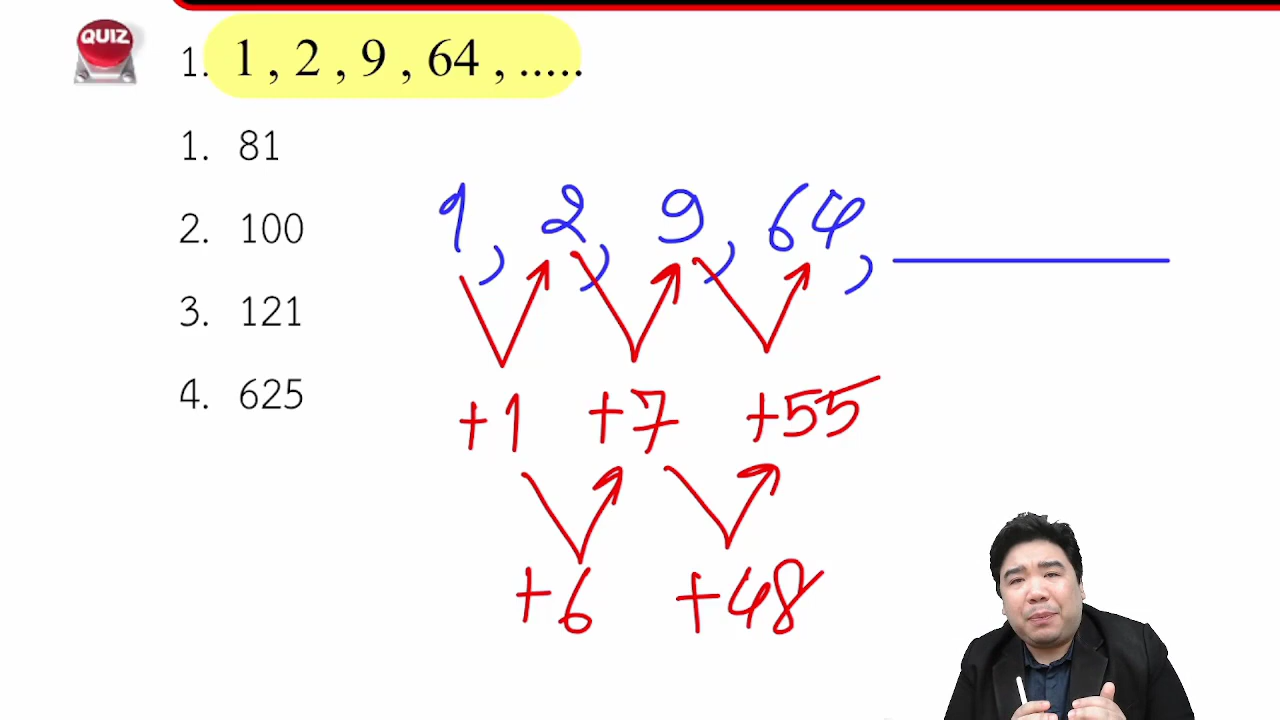 QUIZ
1. 1 , 2 , 9 , 64 , .....
1. 81
2. 100
3. 121
4. 625
1, 2, 9, 64, 
+1 +7 +55
+6 +48